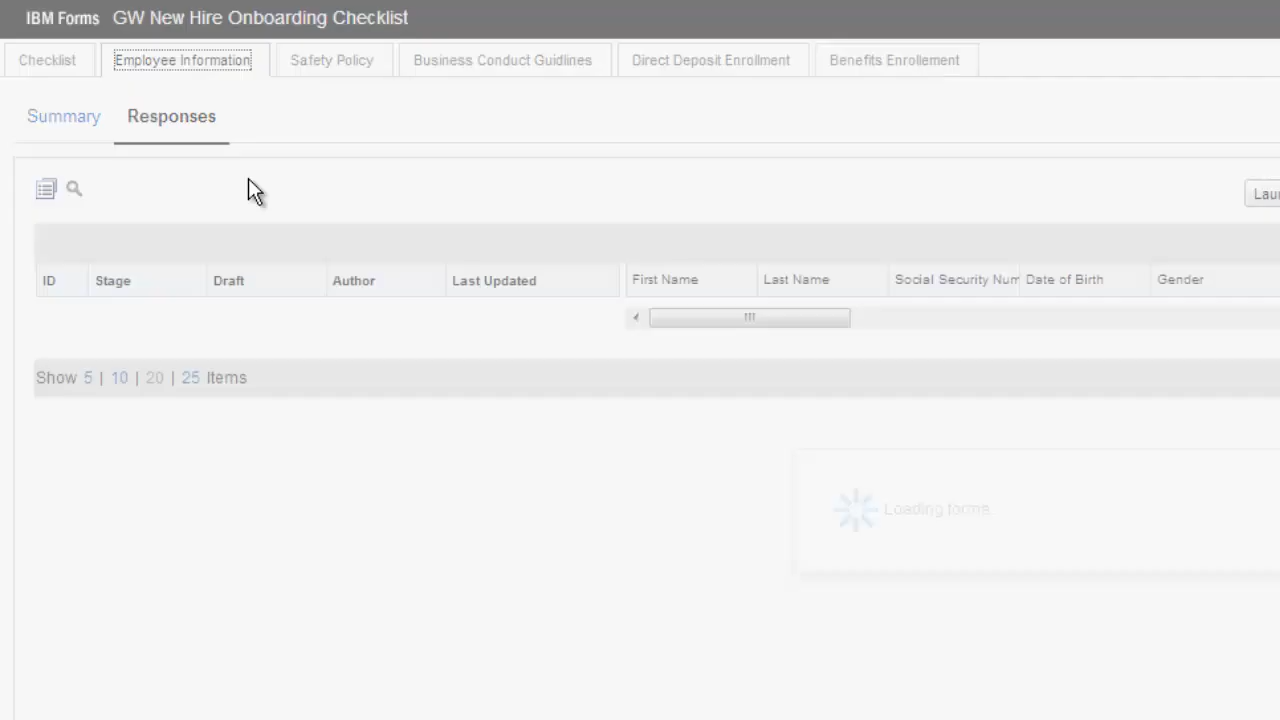 IBM Forms GW New Hire Onboarding Checklist
Checklist Employee Information Safety Policy Business Conduct Guidlines Direct Deposit Enrollment Benefits Enrollement
Summary Responses
Lau
ID Stage Draft Author Last Updated First Name Last Name Social Security Num Date of Birth Gender
Show 5 | 10 | 20 | 25 Items
Loading forms